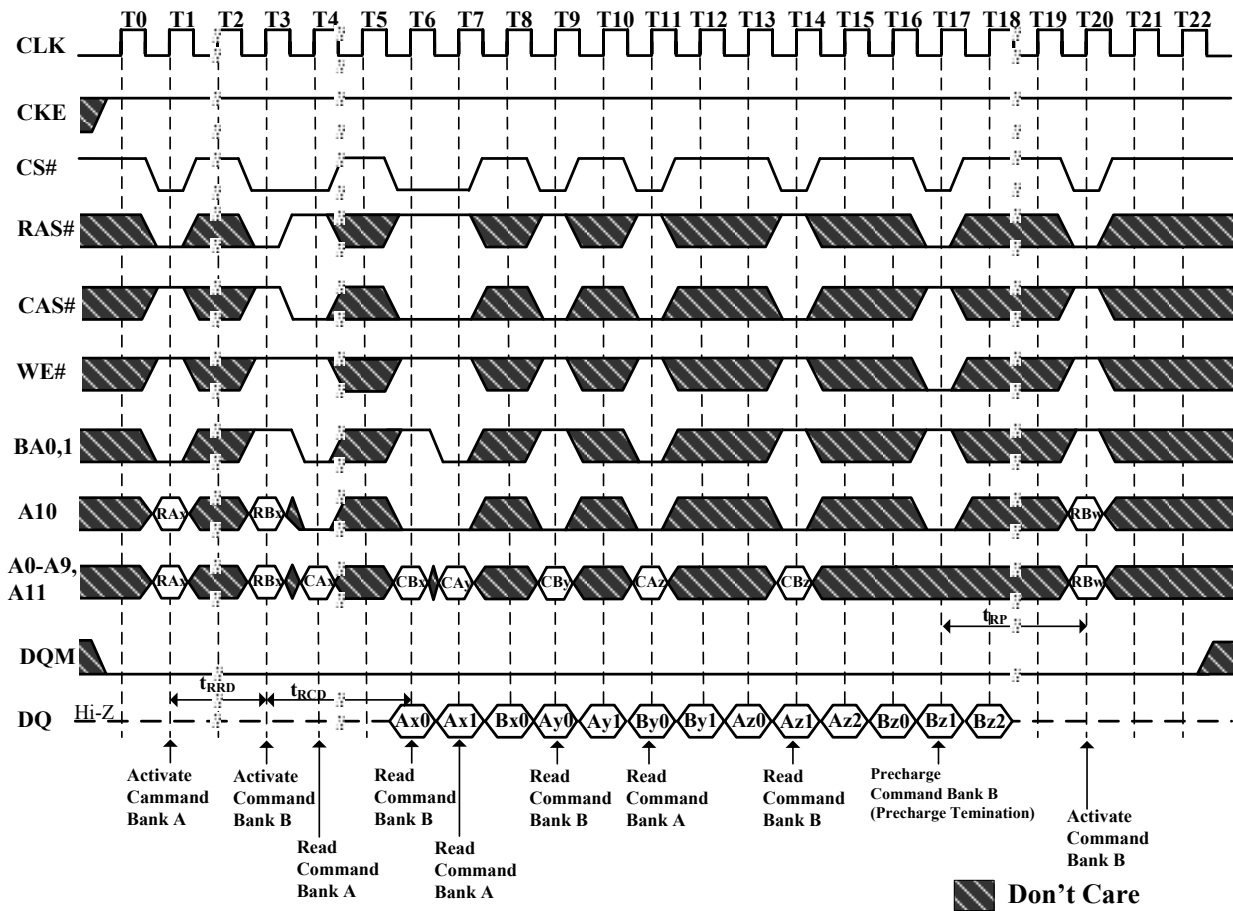 T0 T1 T2 T3 T4 T5 T6 T7 T8 T9 T10 T11 T12 T13 T14 T15 T16 T17 T18 T19 T20 T21 T22
CLK
CKE
CS#
RAS#
CAS#
WE#
BA0,1
A10
RAx RBx RBw
A0-A9,
A11
RAx RBx CAx CBx CAy CBy CAz CBz RBw
tRP
DQM
tRRD tRCD
DQ
Hi-Z
Ax0 Ax1 Bx0 Ay0 Ay1 By0 By1 Az0 Az1 Az2 Bz0 Bz1 Bz2
Activate
Cammand
Bank A
Activate
Command
Bank B
Read
Command
Bank A
Read
Command
Bank B
Read
Command
Bank A
Read
Command
Bank B
Read
Command
Bank A
Read
Command
Bank B
Precharge
Command Bank B
(Precharge Temination)
Activate
Command
Bank B
Don't Care